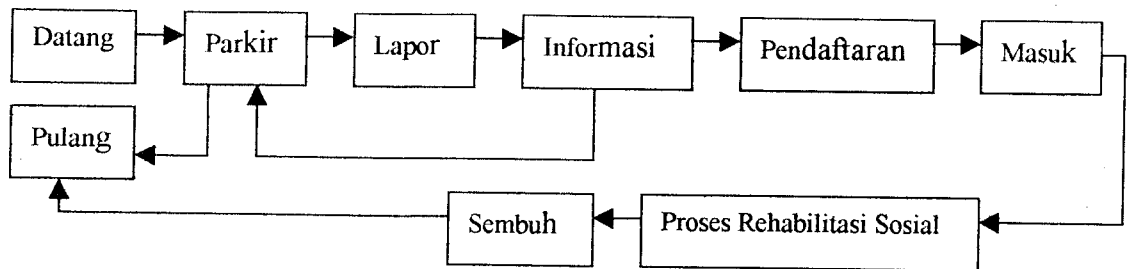 Datang
Parkir
Lapor
Informasi
Pendaftaran
Masuk
Pulang
Sembuh
Proses Rehabilitasi Sosial